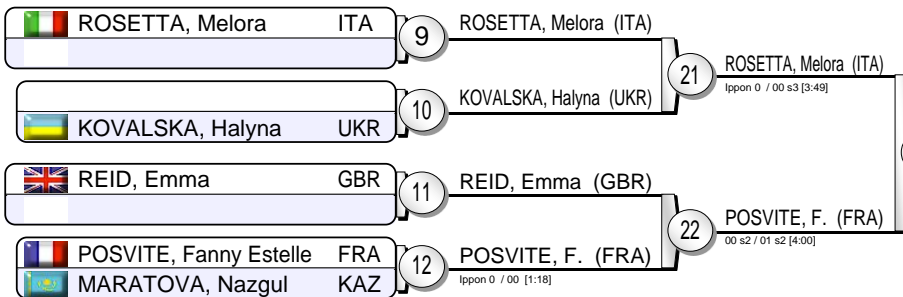 ROSETTA, Melora ITA
9
ROSETTA, Melora (ITA)
21
ROSETTA, Melora (ITA)
Ippon 0 / 00 s3 [3:49]
KOVALSKA, Halyna UKR
10
KOVALSKA, Halyna (UKR)
REID, Emma GBR
11
REID, Emma (GBR)
22
POSVITE, F. (FRA)
00 s2 / 01 s2 [4:00]
POSVITE, Fanny Estelle FRA
MARATOVA, Nazgul KAZ
12
POSVITE, F. (FRA)
Ippon 0 / 00 [1:18]